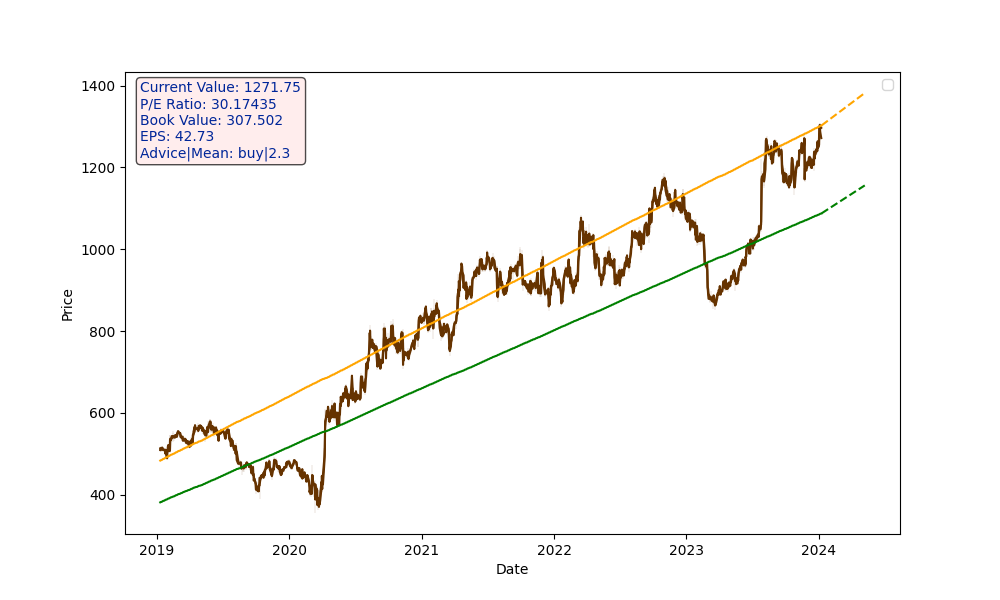 Current Value: 1271.75
P/E Ratio: 30.17435
Book Value: 307.502
EPS: 42.73
Advice|Mean: buy|2.3
1400
1200
1000
800
600
400
Price
2019
2020
2021
2022
2023
2024
Date